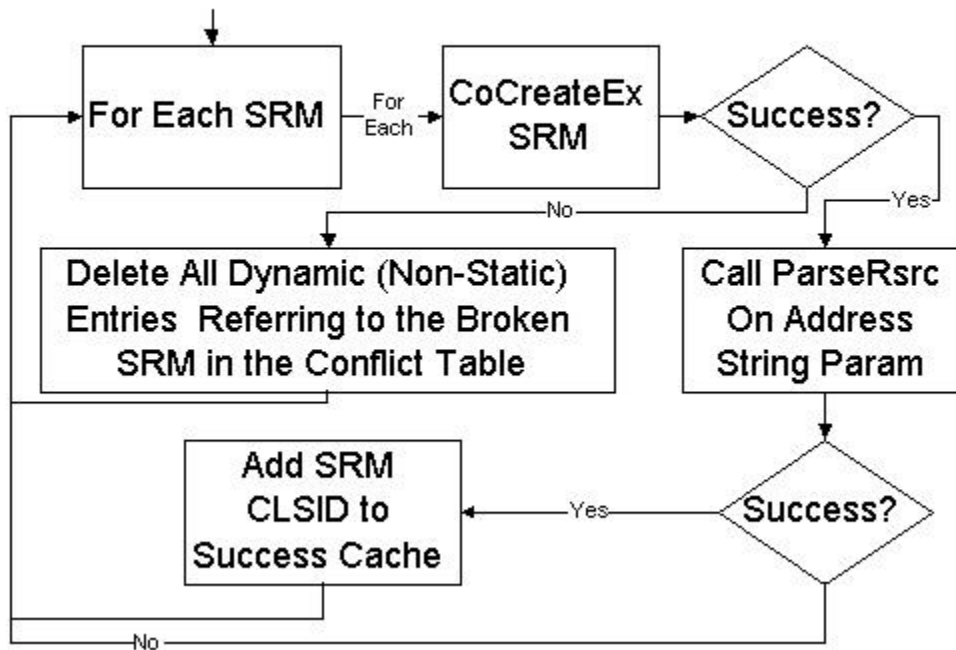 For Each SRM
For
Each
CoCreateEx
SRM
Success?
No
Yes
Delete All Dynamic (Non-Static)
Entries Referring to the Broken
SRM in the Conflict Table
Call ParseRsrc
On Address
String Param
Add SRM
CLSID to
Success Cache
Yes
Success?
No